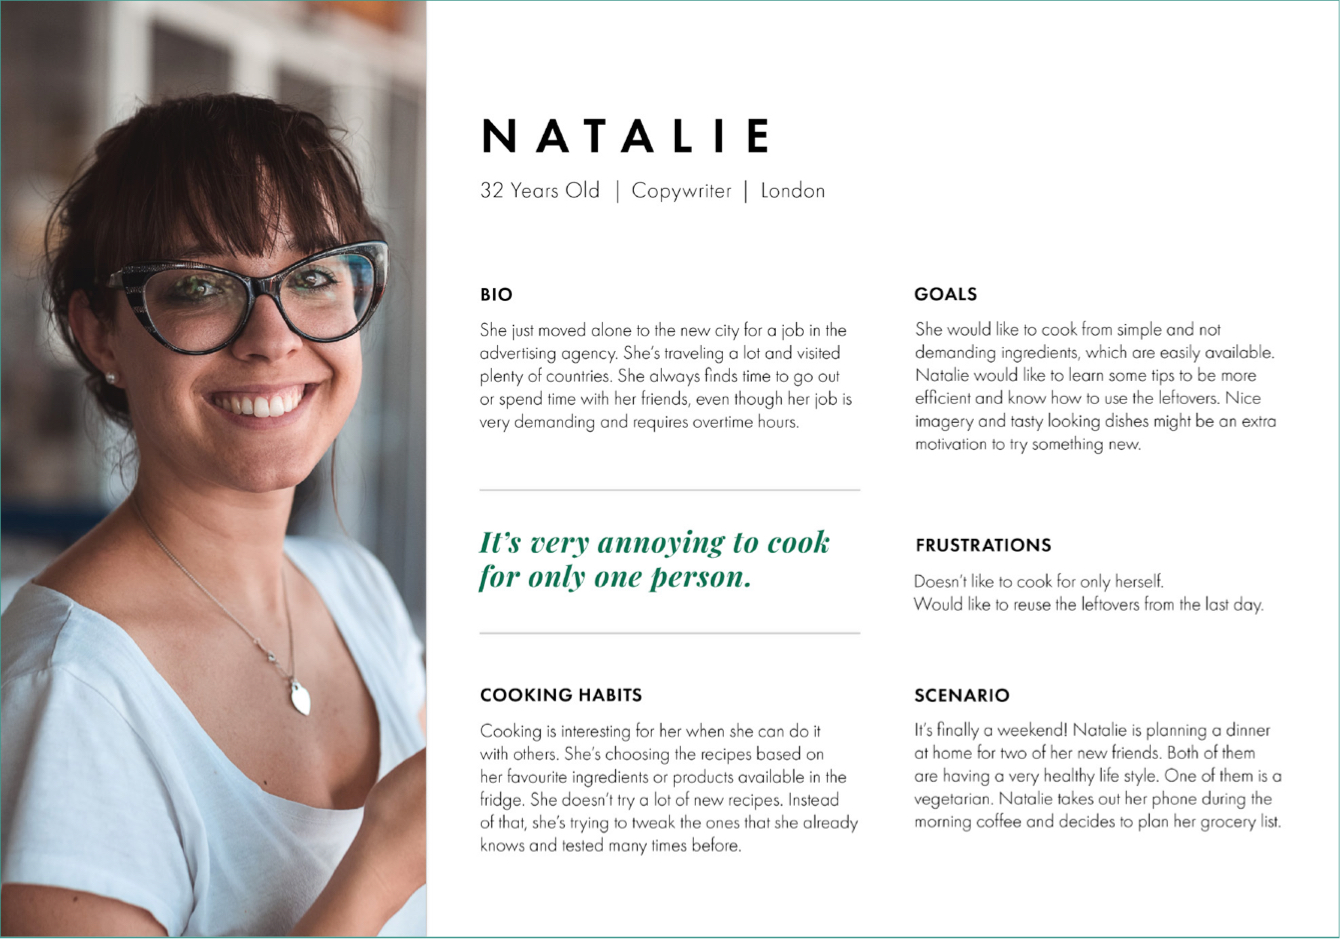 NATALIE
32 Years Old | Copywriter | London
BIO
She just moved alone to the new city for a job in the
advertising agency. She's traveling a lot and visited
plenty of countries. She always finds time to go out
or spend time with her friends, even though her job is
very demanding and requires overtime hours.
It's very annoying to cook
for only one person.
COOKING HABITS
Cooking is interesting for her when she can do it
with others. She's choosing the recipes based on
her favourite ingredients or products available in the
fridge. She doesn't try a lot of new recipes. Instead
of that, she's trying to tweak the ones that she already
knows and tested many times before.
GOALS
She would like to cook from simple and not
demanding ingredients, which are easily available.
Natalie would like to learn some tips to be more
efficient and know how to use the leftovers. Nice
imagery and tasty looking dishes might be an extra
motivation to try something new.
FRUSTRATIONS
Doesn't like to cook for only herself.
Would like to reuse the leftovers from the last day.
SCENARIO
It's finally a weekend! Natalie is planning a dinner
at home for two of her new friends. Both of them
are having a very healthy life style. One of them is a
vegetarian. Natalie takes out her phone during the
morning coffee and decides to plan her grocery list.